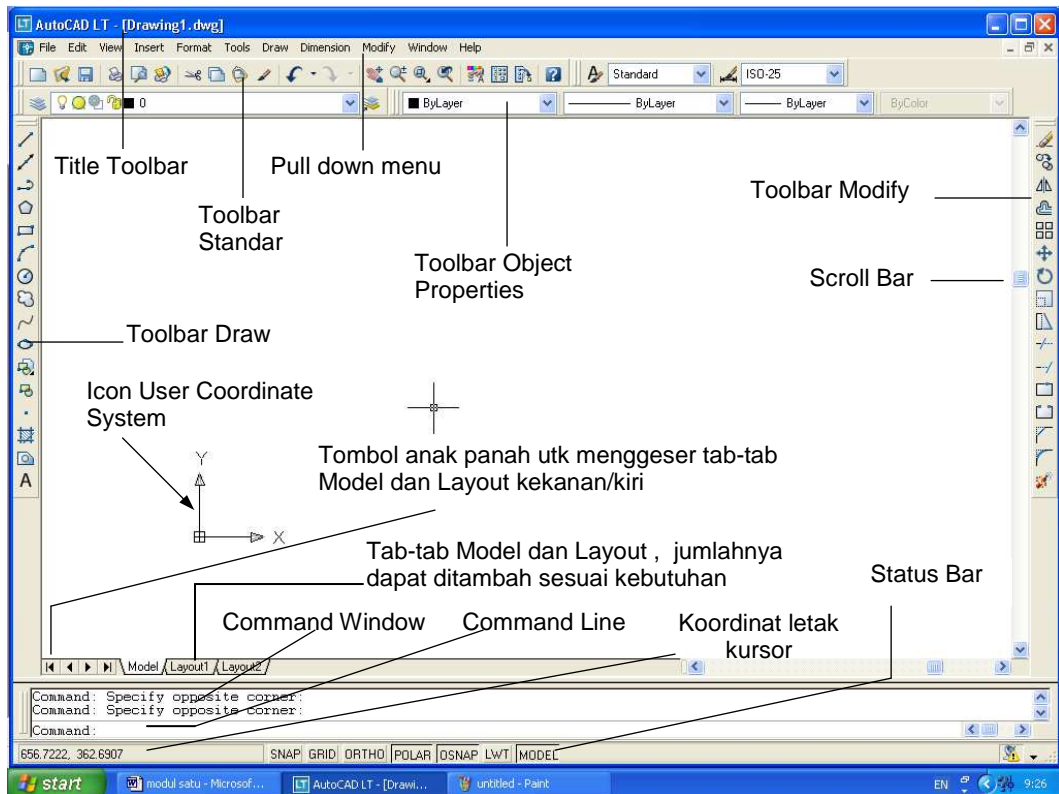 AutoCAD LT - [Drawing1.dwg]
File Edit View Insert Format Tools Draw Dimension Modify Window Help
Standard ISO-25
0 ByLayer ByLayer ByLayer ByColor
Title Toolbar
Pull down menu
Toolbar Modify
Toolbar
Standar
Toolbar Object
Properties
Scroll Bar
Toolbar Draw
Icon User Coordinate
System
Tombol anak panah utk menggeser tab-tab
Model dan Layout kekanan/kiri
Y
X
A
Tab-tab Model dan Layout , jumlahnya
dapat ditambah sesuai kebutuhan
Status Bar
Command Window
Command Line
Koordinat letak
kursor
Model Layout1 Layout2
Command: Specify opposite corner:
Command: Specify opposite corner:
Command:
656.7222, 362.6907 SNAP GRID ORTHO POLAR OSNAP LWT MODEL
start modul satu - Microsof... AutoCAD LT - [Drawi... untitled - Paint EN 9:26